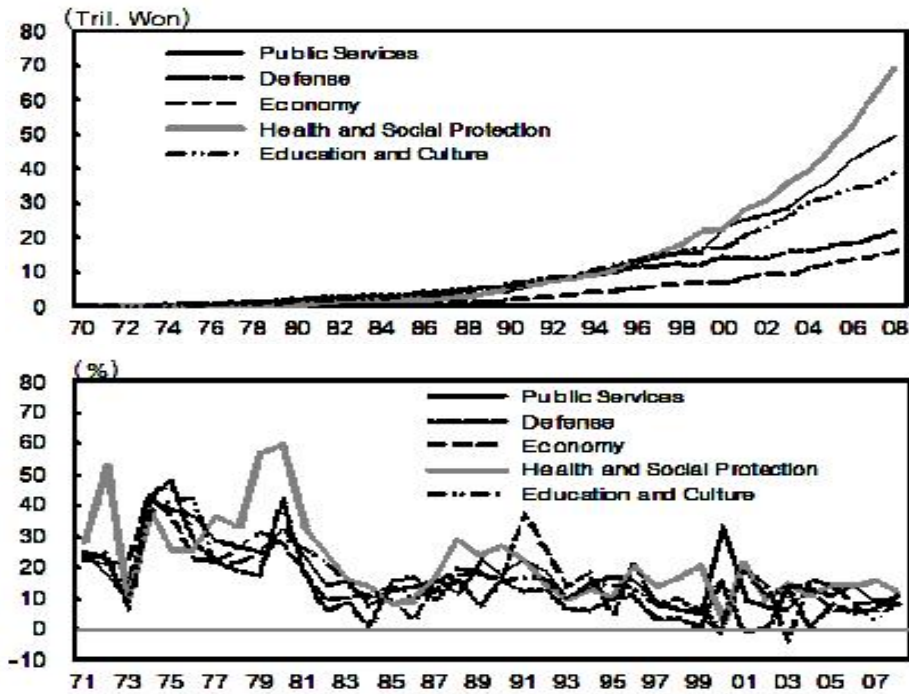 (Tril. Won)
80
Public Services
70
Defense
60
Economy
50
Health and Social Protection
40
Education and Culture
30
20
10
0
70 72 74 76 78 80 82 84 86 88 90 92 94 96 98 00 02 04 06 08
(%)
80
Public Services
70
Defense
60
Economy
50
Health and Social Protection
40
Education and Culture
30
20
10
0
-10
71 73 75 77 79 81 83 85 87 89 91 93 95 97 99 01 03 05 07